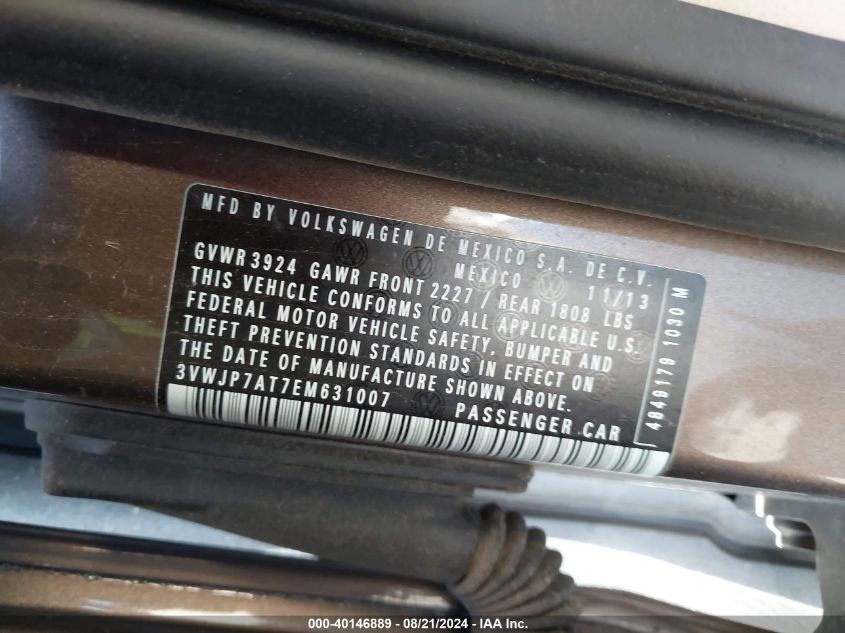 MFD BY VOLKSWAGEN DE MEXICO S.A. DE C.V.
MEXICO 11/13
GVWR 3924 GAWR FRONT 2227 / REAR 1808 LBS
THIS VEHICLE CONFORMS TO ALL APPLICABLE U.S.
FEDERAL MOTOR VEHICLE SAFETY, BUMPER AND
THEFT PREVENTION STANDARDS IN EFFECT ON
THE DATE OF MANUFACTURE SHOWN ABOVE.
3VWJP7AT7EM631007 PASSENGER CAR
4849179 1030 M
000-40146889 - 08/21/2024 - IAA Inc.